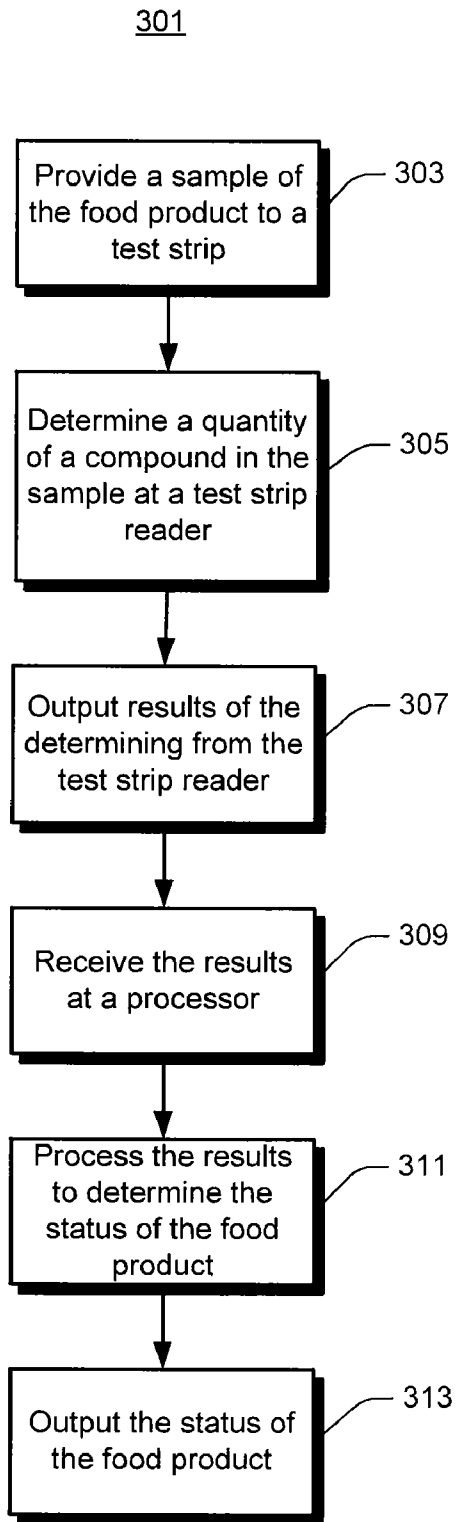 301
Provide a sample of
the food product to a
test strip
303
Determine a quantity
of a compound in the
sample at a test strip
reader
305
Output results of the
determining from the
test strip reader
307
Receive the results
at a processor
309
Process the results
to determine the
status of the food
product
311
Output the status of
the food product
313